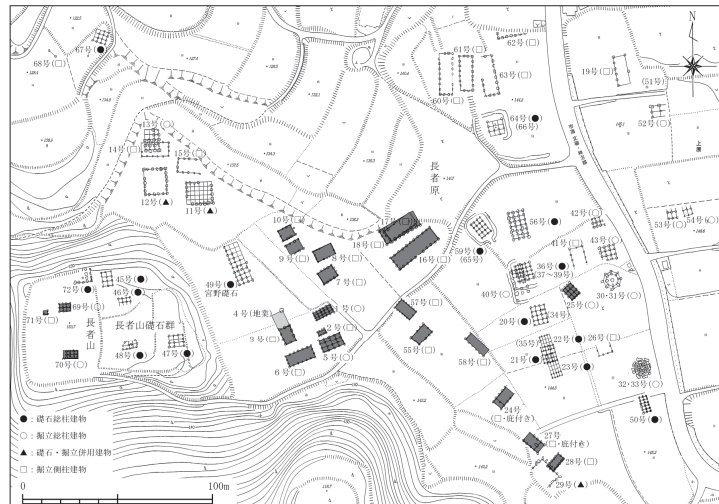 N
67号(●)
68号(□)
61号(□)
62号(□)
63号(□)
60号(□)
19号(□)
(51号)
64号(●)
(66号)
52号(○)
上原
13号(○)
14号(□)
15号(□)
12号(▲)
11号(▲)
長者原
10号(□)
9号(□)
8号(□)
7号(□)
17号(□)
18号(□)
16号(□)
59号(●)
(65号)
56号(●)
42号(○)
41号(□)
43号(○)
53号(○)
54号(○)
36号(●)
(37〜39号)
40号(○)
25号(○)
30・31号(○)
49号(●)
宮野礎石
72号(●)
45号(●)
46号(●)
69号(○)
71号(□)
長者山
長者山礎石群
70号(○)
48号(●)
47号(●)
4号(地業)
1号(○)
2号(□)
3号(□)
5号(○)
6号(□)
57号(□)
55号(□)
58号(□)
20号(●)
(34号)
(35号)
21号(●)
22号(●)
23号(●)
26号(□)
32・33号(○)
50号(●)
24号
(□・庇付き)
27号
(□・庇付き)
28号(□)
29号(▲)
●：礎石総柱建物
○：掘立総柱建物
▲：礎石・掘立併用建物
□：掘立側柱建物
0 100m